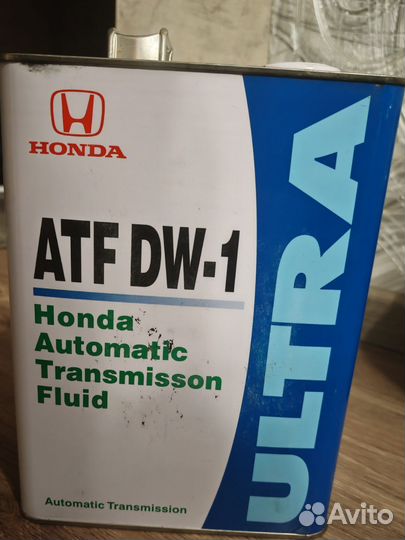 HONDA
ATF DW-1
Honda
Automatic
Transmisson
Fluid
ULTRA
Automatic Transmission
Avito